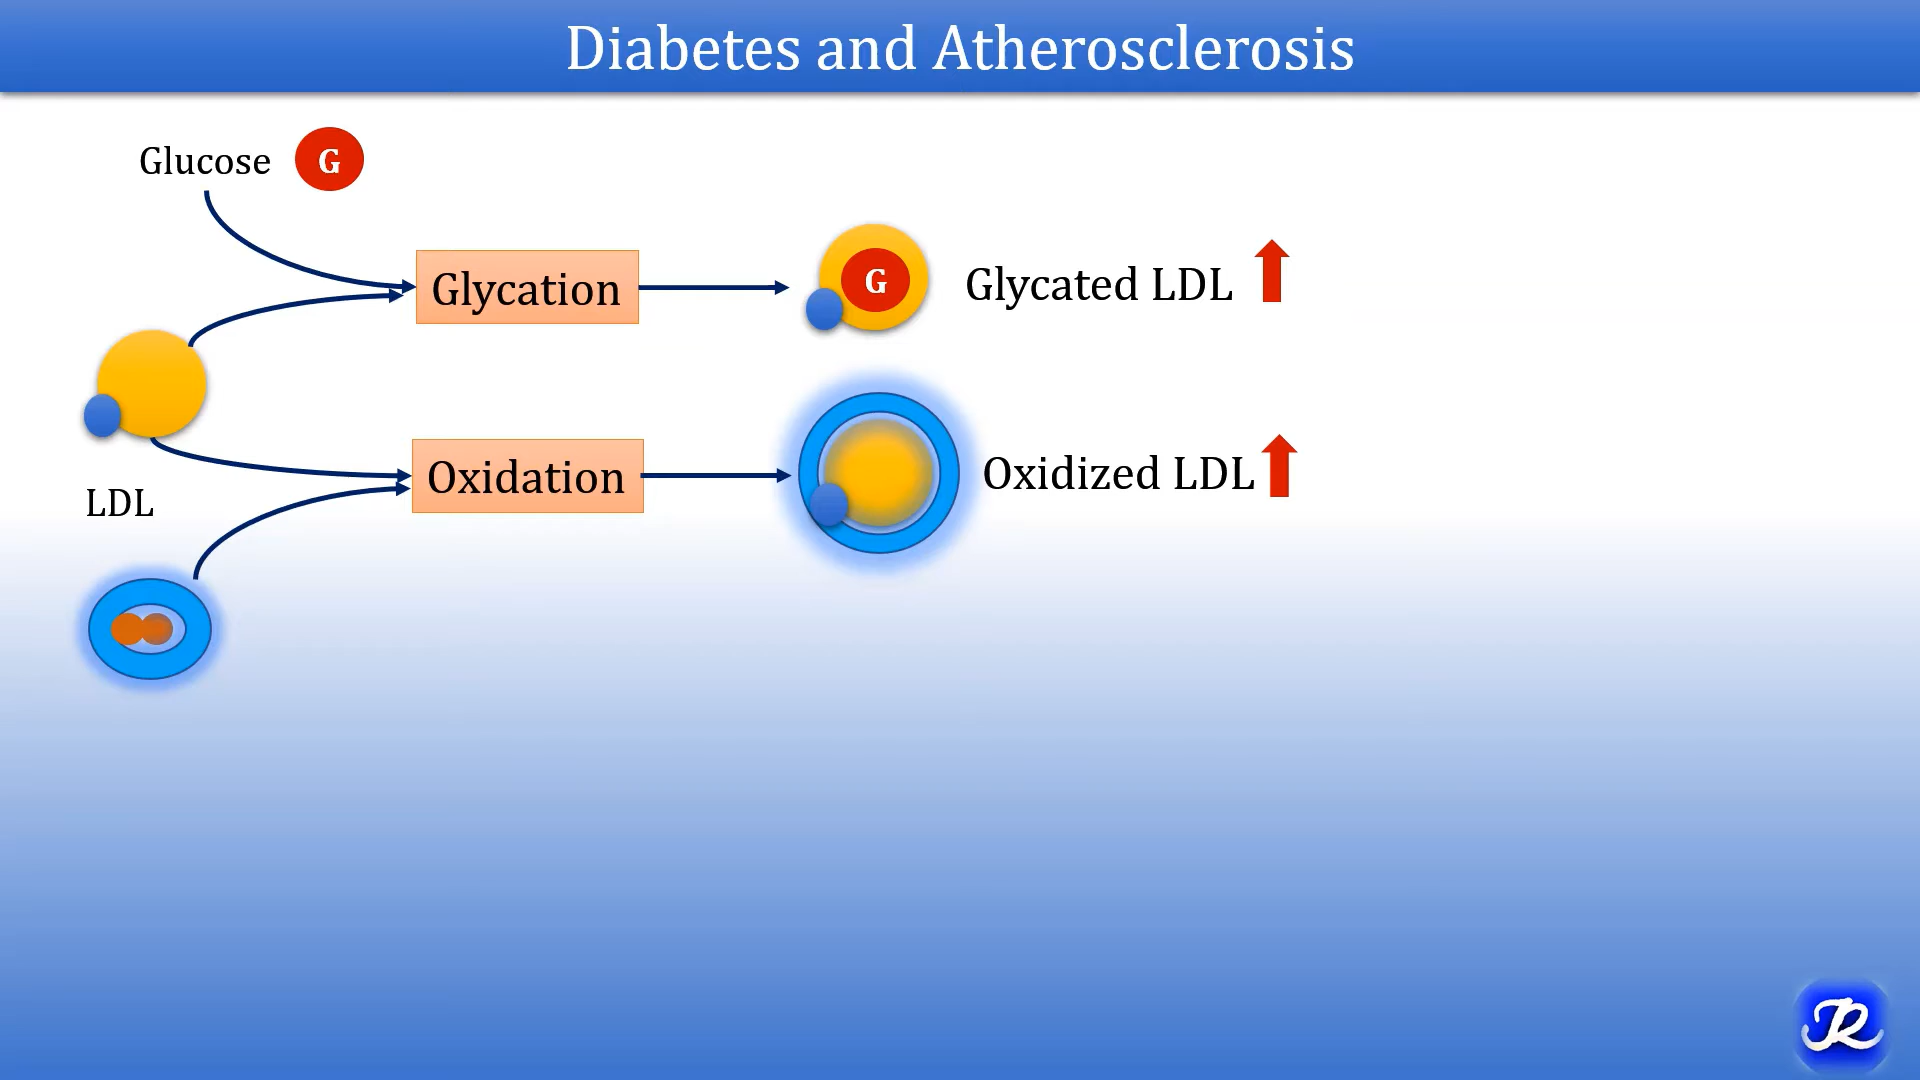 Diabetes and Atherosclerosis
Glucose G
Glycation
G
Glycated LDL
Oxidation
Oxidized LDL
LDL
R